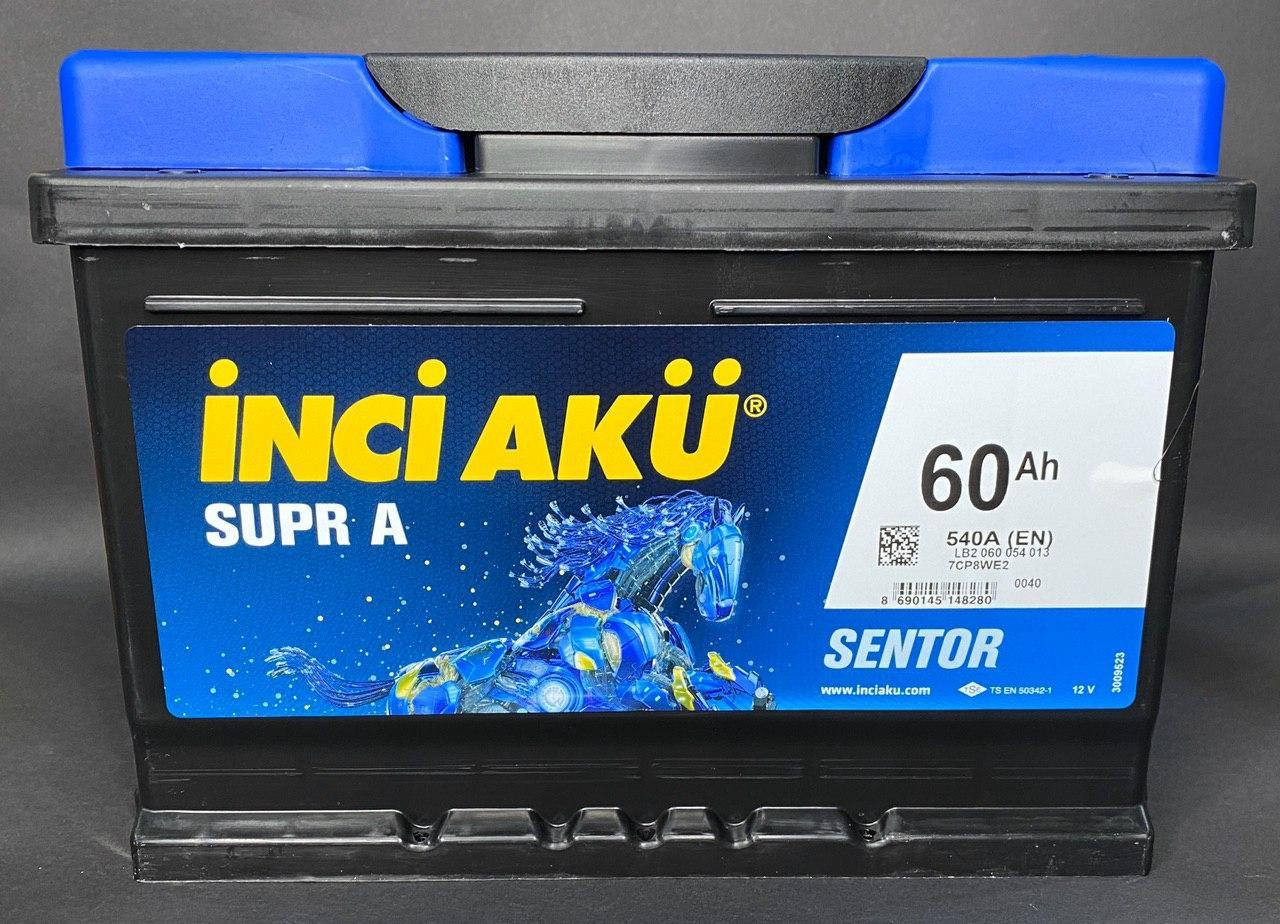 İNCİ AKÜ®
SUPR A
60 Ah
540A (EN)
LB2 060 054 013
7CP8WE2
0040
8 690145 148280
SENTOR
www.inciaku.com TSE TS EN 50342-1 12 V
3009523